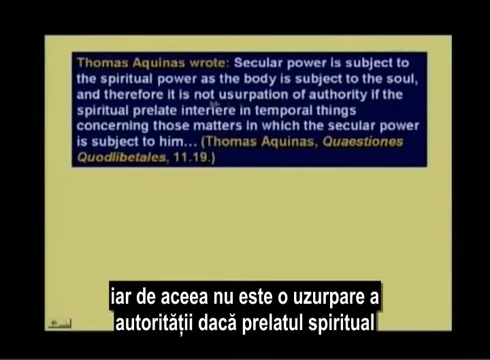 Thomas Aquinas wrote: Secular power is subject to
the spiritual power as the body is subject to the soul,
and therefore it is not usurpation of authority if the
spiritual prelate interfere in temporal things
concerning those matters in which the secular power
is subject to him... (Thomas Aquinas, Quaestiones
Quodlibetales, 11.19.)
iar de aceea nu este o uzurpare a
autorității dacă prelatul spiritual